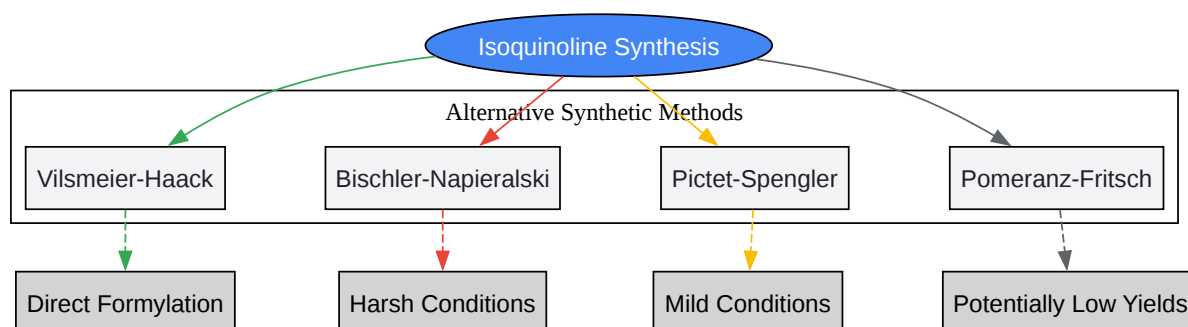 Isoquinoline Synthesis
Alternative Synthetic Methods
Vilsmeier-Haack
Bischler-Napieralski
Pictet-Spengler
Pomeranz-Fritsch
Direct Formylation
Harsh Conditions
Mild Conditions
Potentially Low Yields